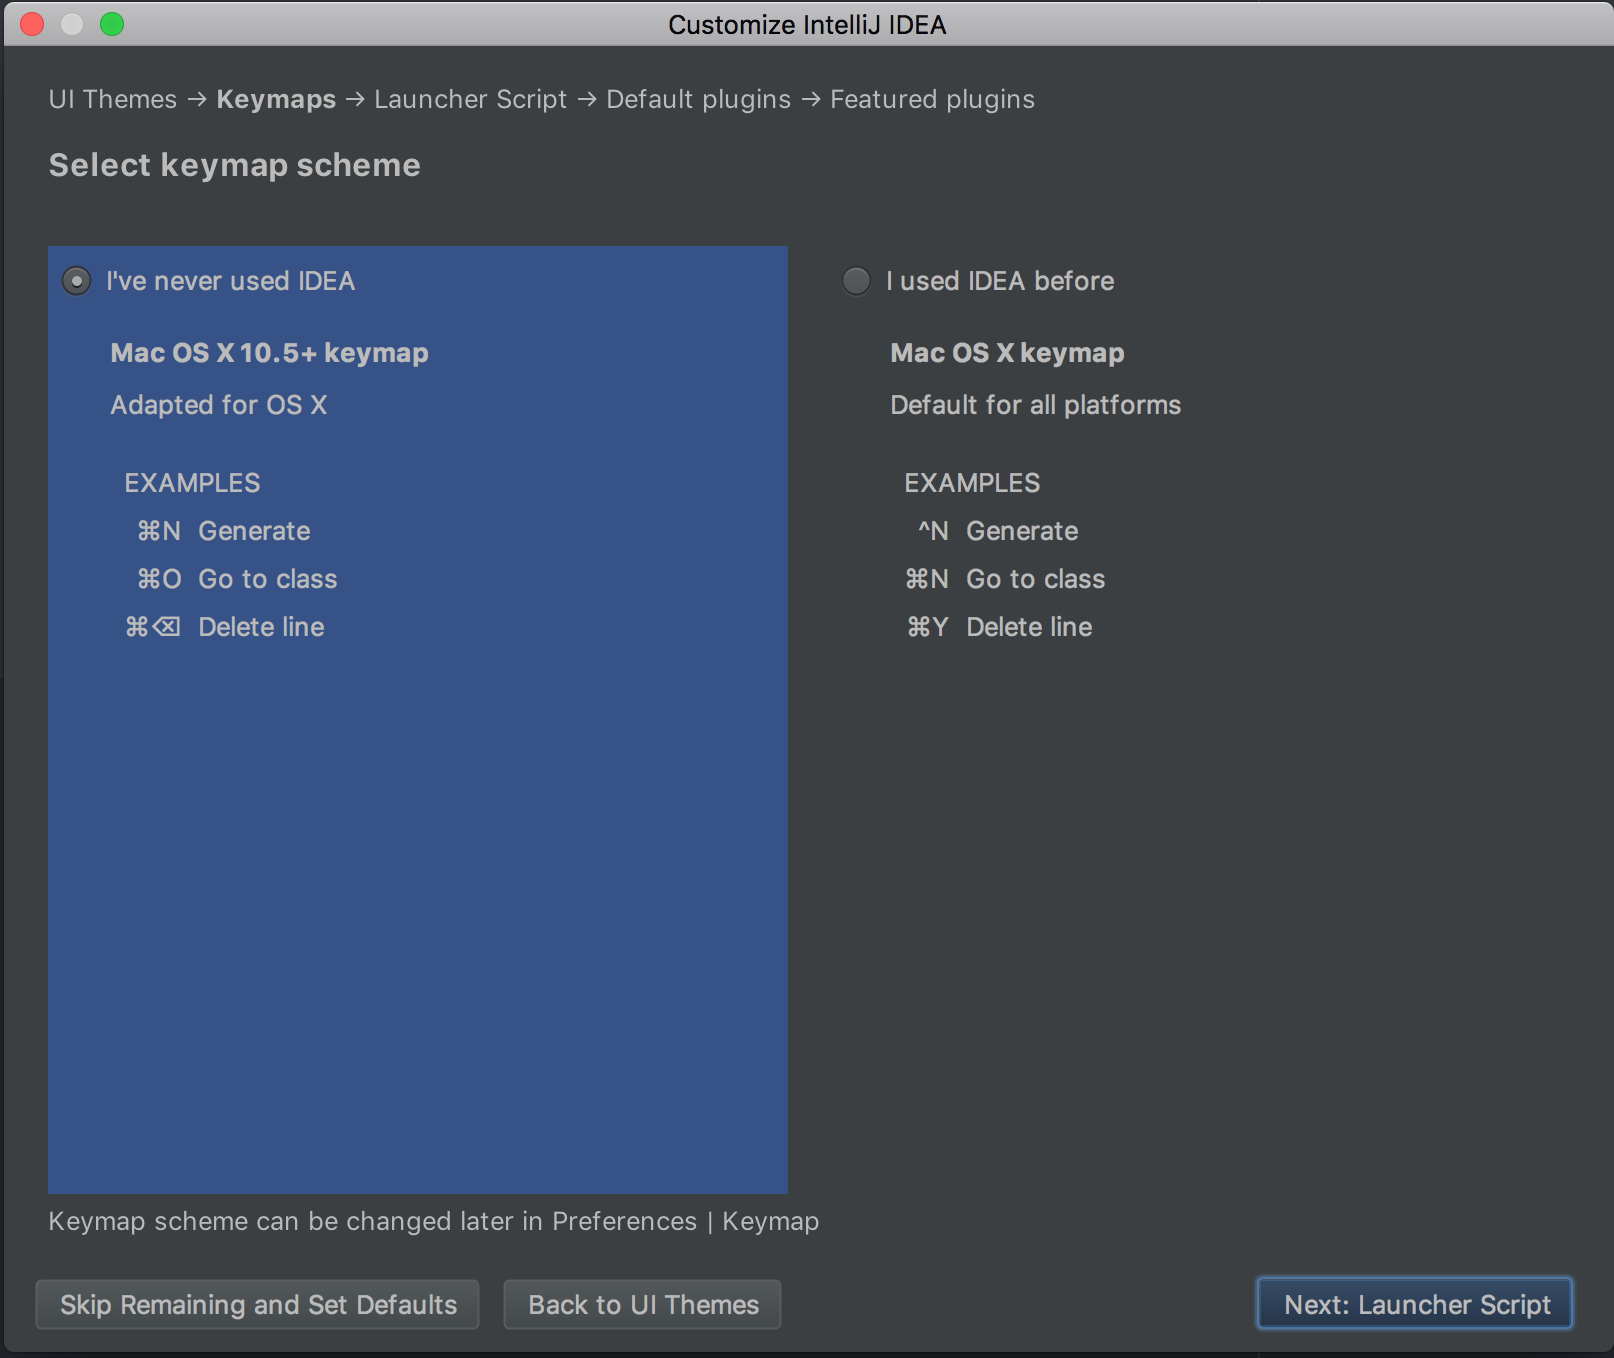 Customize IntelliJ IDEA
UI Themes → Keymaps → Launcher Script → Default plugins → Featured plugins
Select keymap scheme
I've never used IDEA
Mac OS X 10.5+ keymap
Adapted for OS X
EXAMPLES
⌘N Generate
⌘O Go to class
⌘⌫ Delete line
I used IDEA before
Mac OS X keymap
Default for all platforms
EXAMPLES
^N Generate
⌘N Go to class
⌘Y Delete line
Keymap scheme can be changed later in Preferences | Keymap
Skip Remaining and Set Defaults
Back to UI Themes
Next: Launcher Script